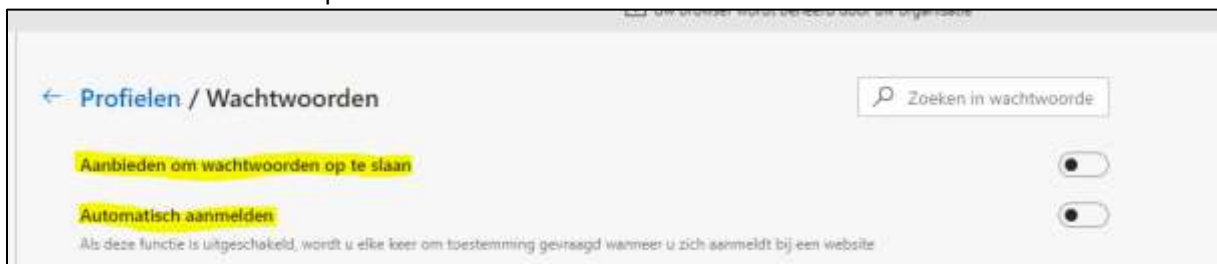 Uw browser wordt beheerd door uw organisatie
← Profielen / Wachtwoorden
Zoeken in wachtwoorde
Aanbieden om wachtwoorden op te slaan
Automatisch aanmelden
Als deze functie is uitgeschakeld, wordt u elke keer om toestemming gevraagd wanneer u zich aanmeldt bij een website